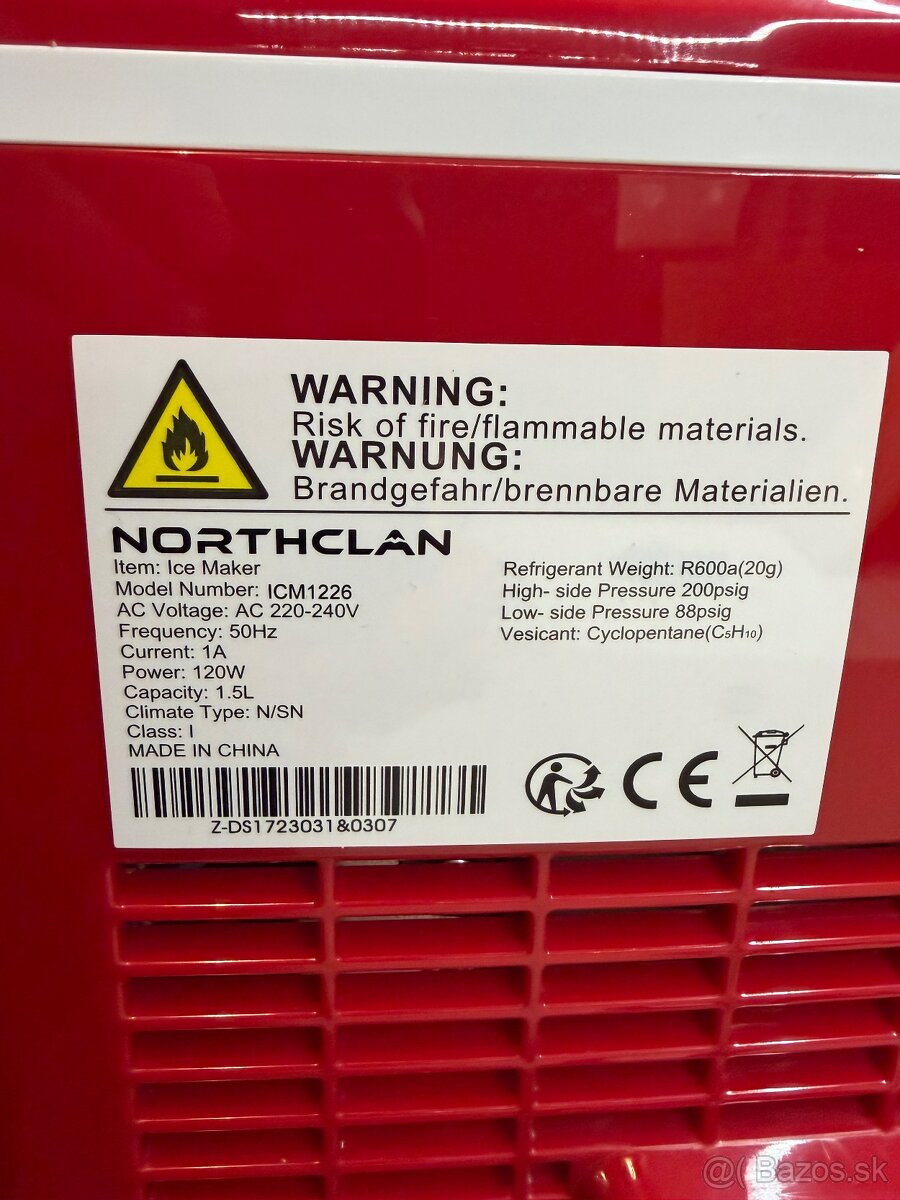 WARNING:
Risk of fire/flammable materials.
WARNUNG:
Brandgefahr/brennbare Materialien.
NORTHCLAN
Item: Ice Maker
Model Number: ICM1226
AC Voltage: AC 220-240V
Frequency: 50Hz
Current: 1A
Power: 120W
Capacity: 1.5L
Climate Type: N/SN
Class: I
MADE IN CHINA
Refrigerant Weight: R600a(20g)
High- side Pressure 200psig
Low- side Pressure 88psig
Vesicant: Cyclopentane(C₅H₁₀)
Z-DS1723031&0307
CE
@( Bazos.sk